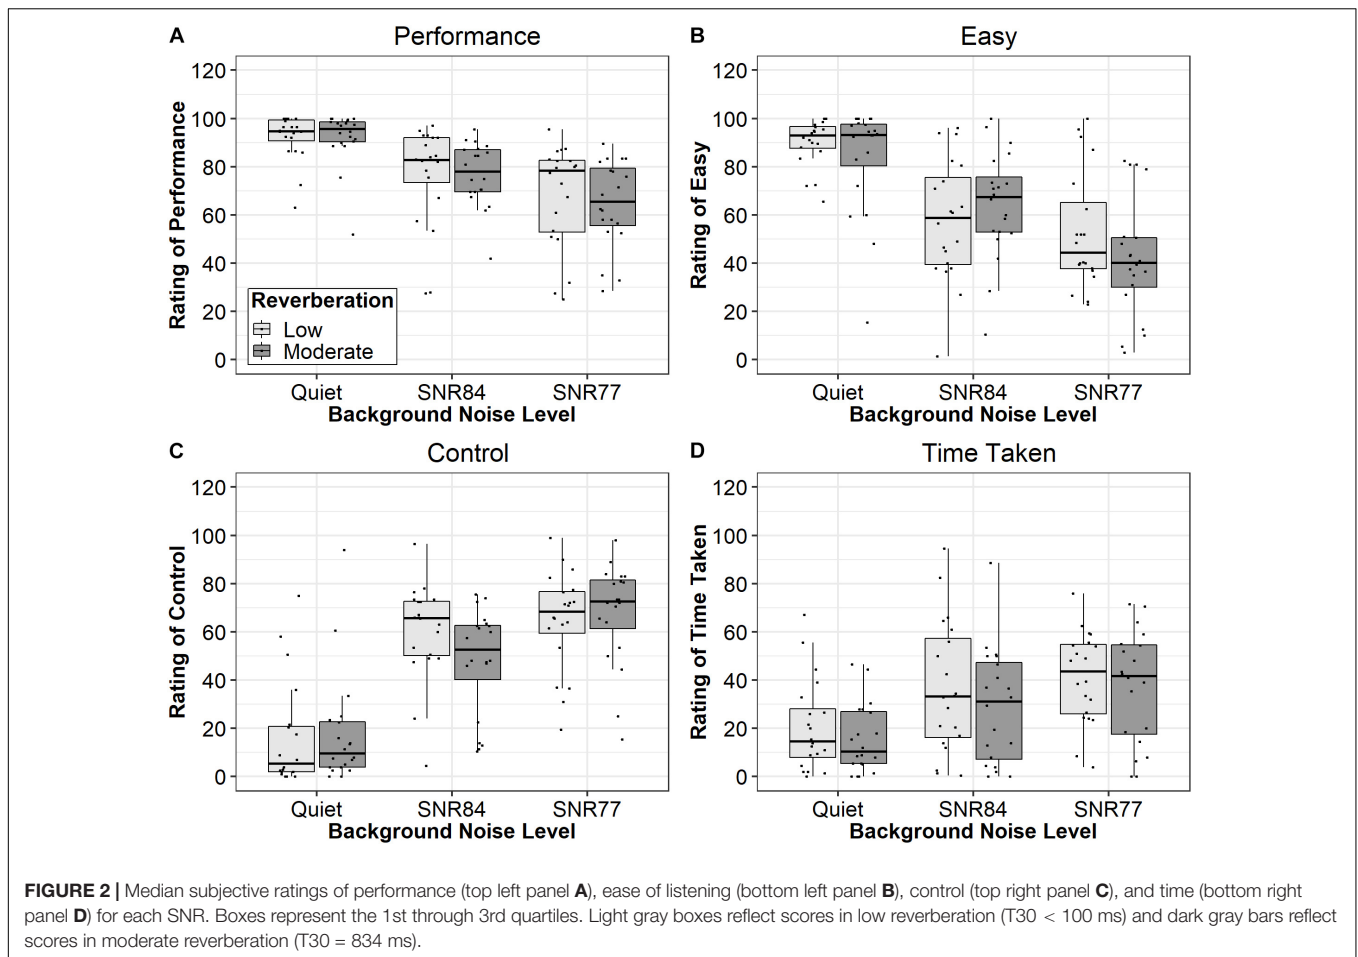 A Performance
120
100
80
60
40
20
0
Rating of Performance
Reverberation
Low
Moderate
Quiet SNR84 SNR77
Background Noise Level
B Easy
120
100
80
60
40
20
0
Rating of Easy
Quiet SNR84 SNR77
Background Noise Level
C Control
120
100
80
60
40
20
0
Rating of Control
Quiet SNR84 SNR77
Background Noise Level
D Time Taken
120
100
80
60
40
20
0
Rating of Time Taken
Quiet SNR84 SNR77
Background Noise Level
FIGURE 2 | Median subjective ratings of performance (top left panel A), ease of listening (bottom left panel B), control (top right panel C), and time (bottom right
panel D) for each SNR. Boxes represent the 1st through 3rd quartiles. Light gray boxes reflect scores in low reverberation (T30 < 100 ms) and dark gray bars reflect
scores in moderate reverberation (T30 = 834 ms).